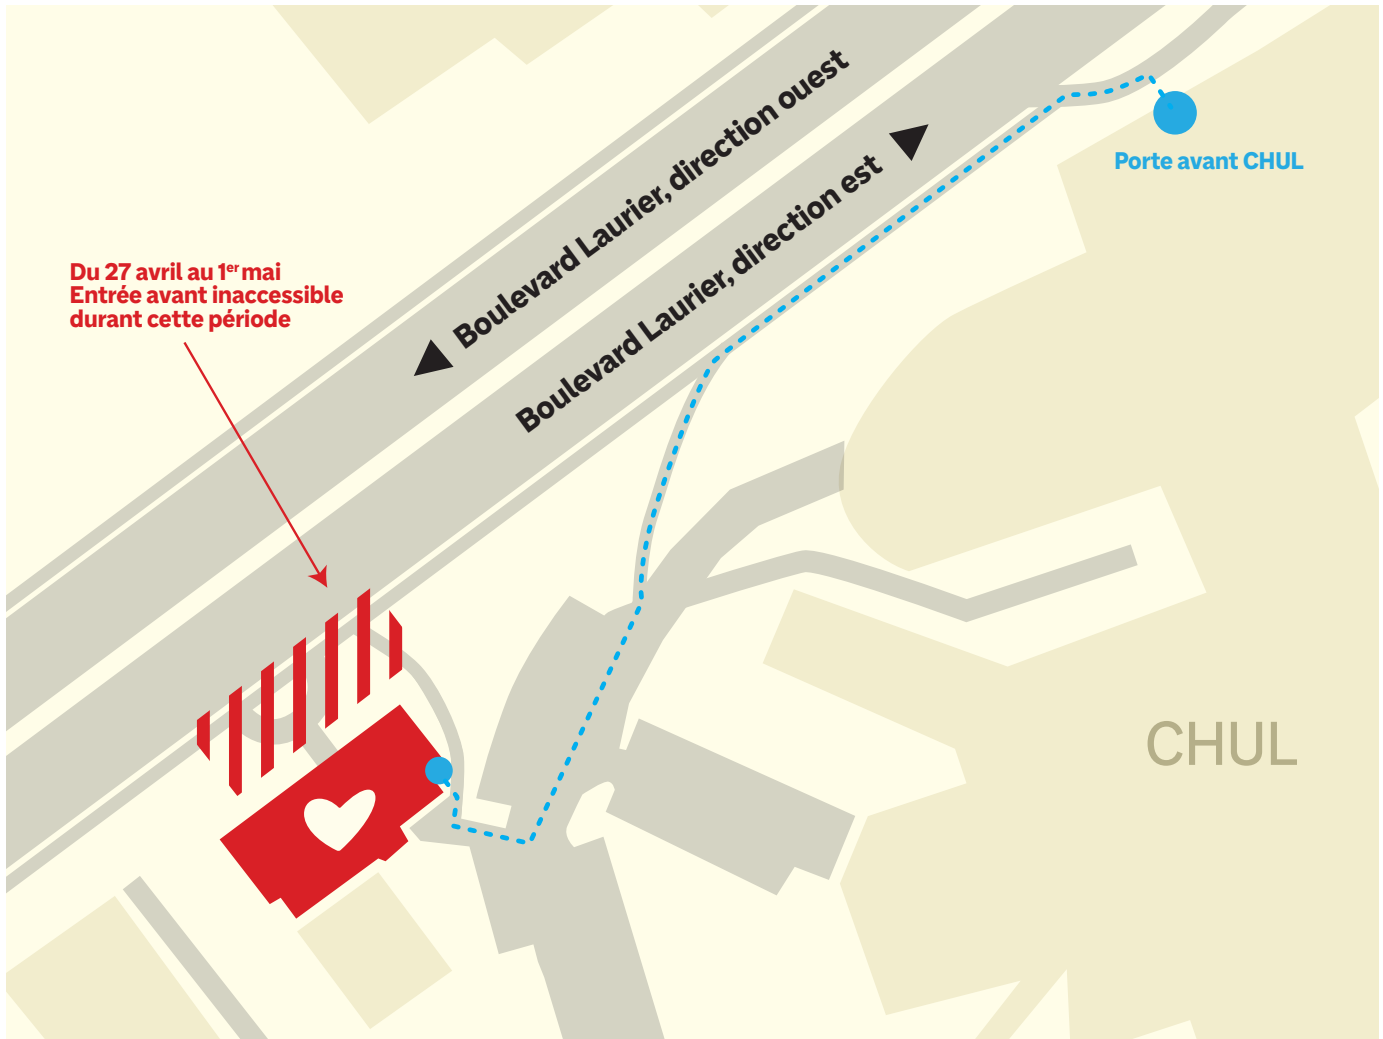 Boulevard Laurier, direction ouest
Boulevard Laurier, direction est
Porte avant CHUL
Du 27 avril au 1er mai
Entrée avant inaccessible
durant cette période
CHUL